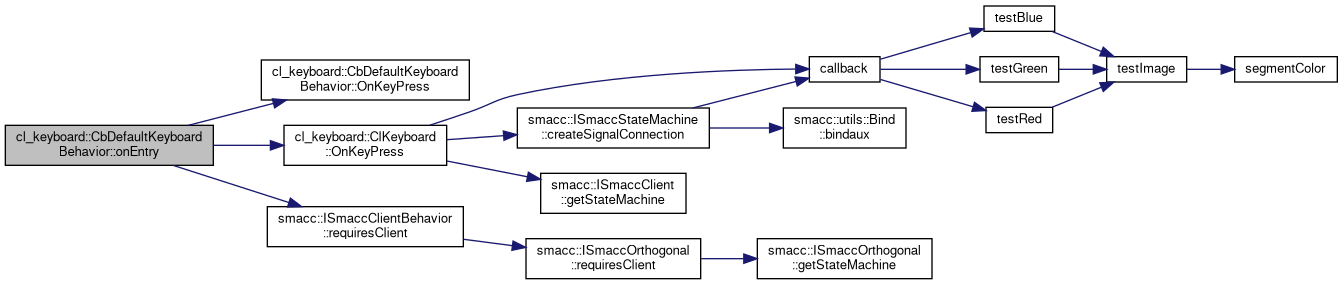 cl_keyboard::CbDefaultKeyboard
Behavior::onEntry
cl_keyboard::CbDefaultKeyboard
Behavior::OnKeyPress
cl_keyboard::ClKeyboard
::OnKeyPress
smacc::ISmaccClientBehavior
::requiresClient
smacc::ISmaccStateMachine
::createSignalConnection
smacc::ISmaccClient
::getStateMachine
smacc::ISmaccOrthogonal
::requiresClient
callback
smacc::utils::Bind
::bindaux
smacc::ISmaccOrthogonal
::getStateMachine
testBlue
testGreen
testRed
testImage
segmentColor